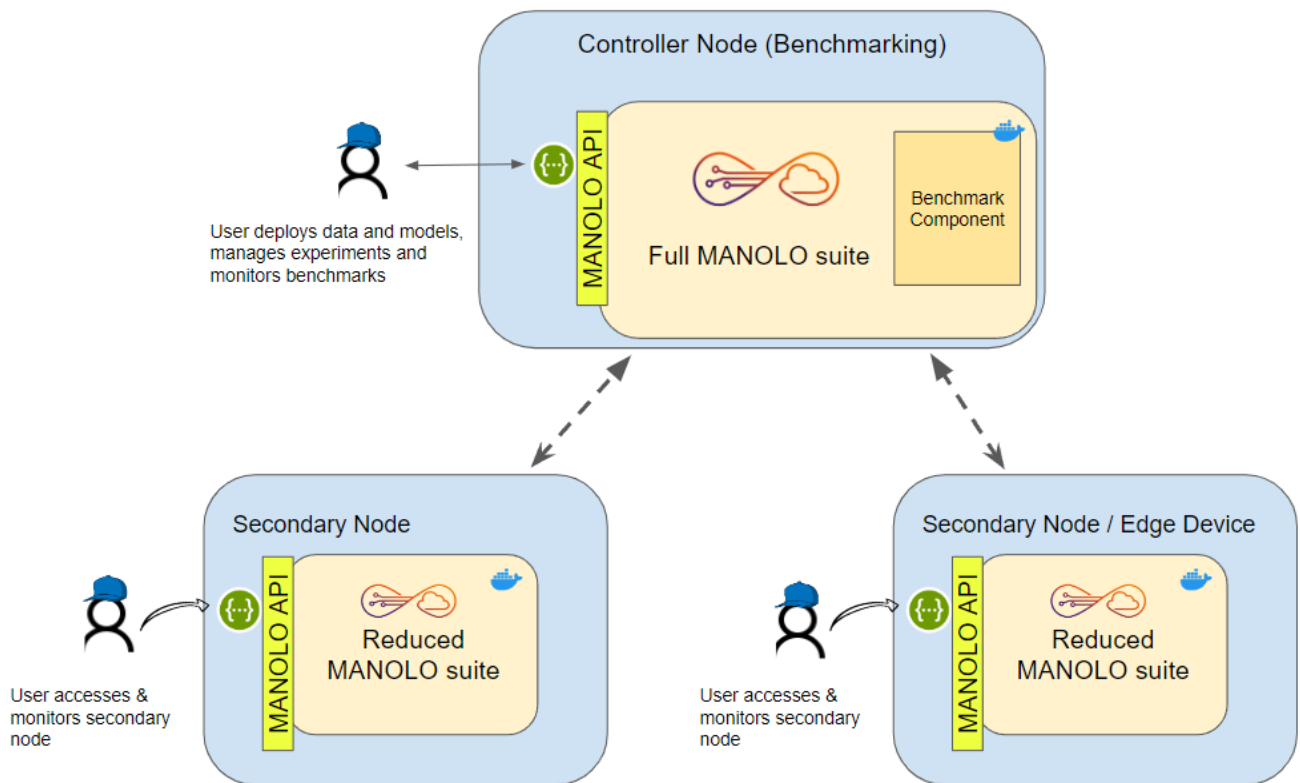 Controller Node (Benchmarking)
MANOLO API
{...}
Benchmark
Component
Full MANOLO suite
User deploys data and models,
manages experiments and
monitors benchmarks
Secondary Node
MANOLO API
{...}
Reduced
MANOLO suite
User accesses &
monitors secondary
node
Secondary Node / Edge Device
MANOLO API
{...}
Reduced
MANOLO suite
User accesses &
monitors secondary
node